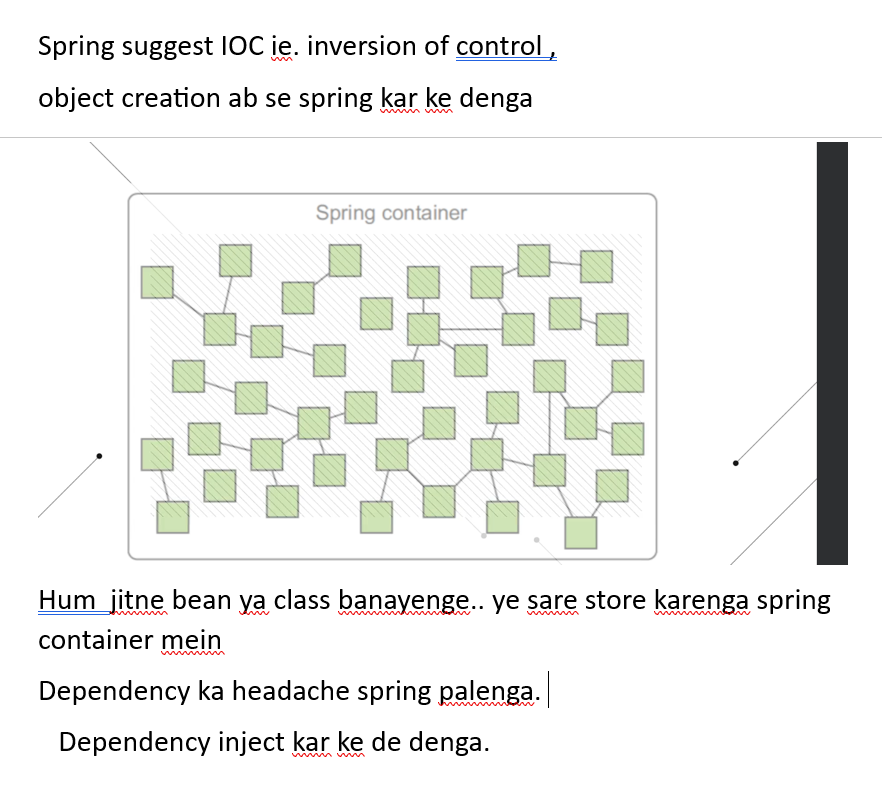 Spring suggest IOC ie. inversion of control ,
object creation ab se spring kar ke denga
Spring container
Hum  jitne bean ya class banayenge.. ye sare store karenga spring
container mein
Dependency ka headache spring palenga.
Dependency inject kar ke de denga.